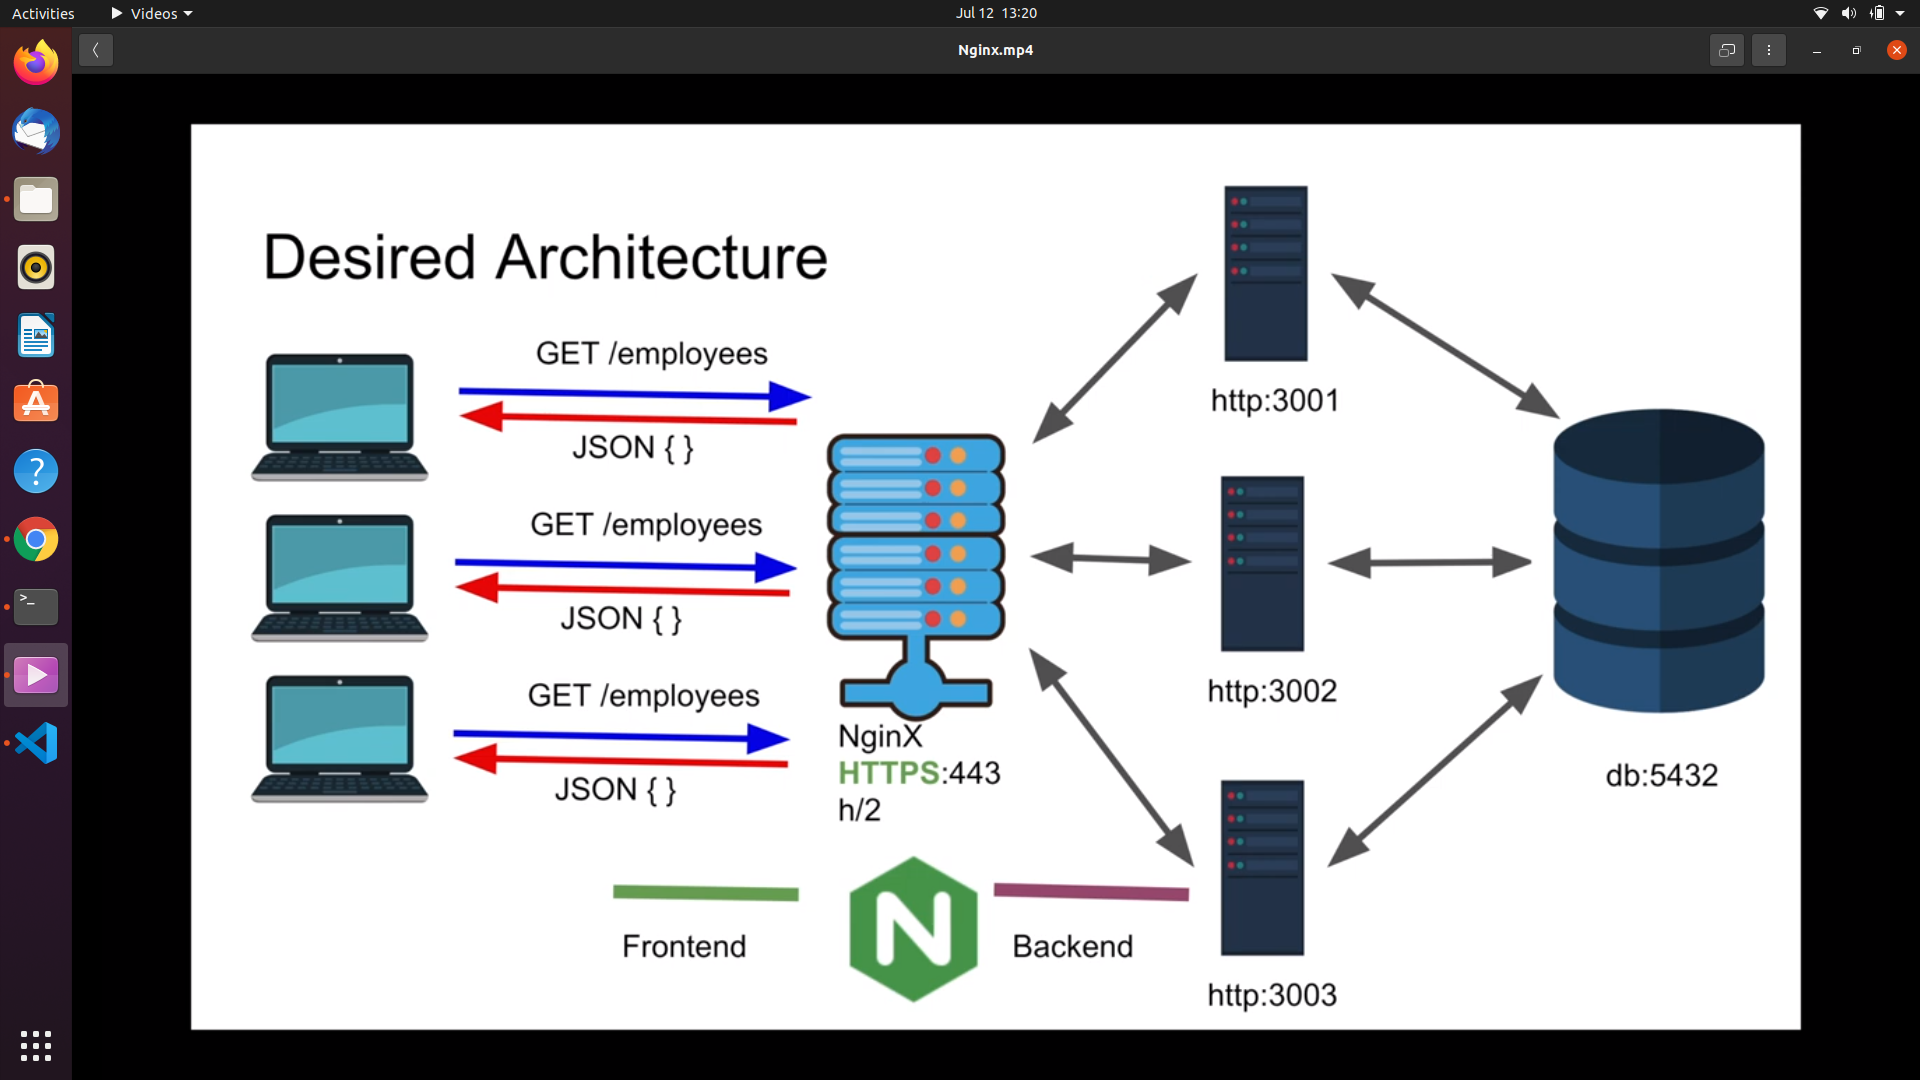 Activities
Videos
Jul 12 13:20
Nginx.mp4
Desired Architecture
GET /employees
JSON { }
GET /employees
JSON { }
GET /employees
JSON { }
NginX
HTTPS:443
h/2
Frontend
N
Backend
http:3001
http:3002
http:3003
db:5432